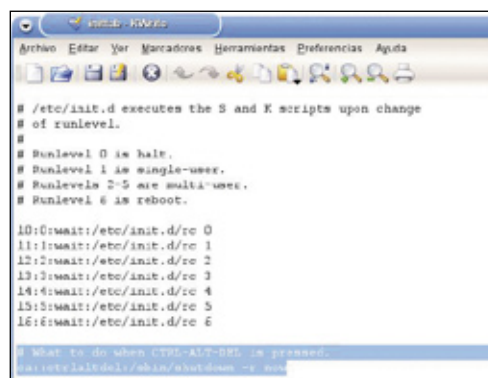 inittab - KWrite
Archivo Editar Ver Marcadores Herramientas Preferencias Ayuda
# /etc/init.d executes the S and K scripts upon change
# of runlevel.
#
# Runlevel 0 is halt.
# Runlevel 1 is single-user.
# Runlevels 2-5 are multi-user.
# Runlevel 6 is reboot.
l0:0:wait:/etc/init.d/rc 0
l1:1:wait:/etc/init.d/rc 1
l2:2:wait:/etc/init.d/rc 2
l3:3:wait:/etc/init.d/rc 3
l4:4:wait:/etc/init.d/rc 4
l5:5:wait:/etc/init.d/rc 5
l6:6:wait:/etc/init.d/rc 6
# What to do when CTRL-ALT-DEL is pressed.
ca::ctrlaltdel:/sbin/shutdown -r now